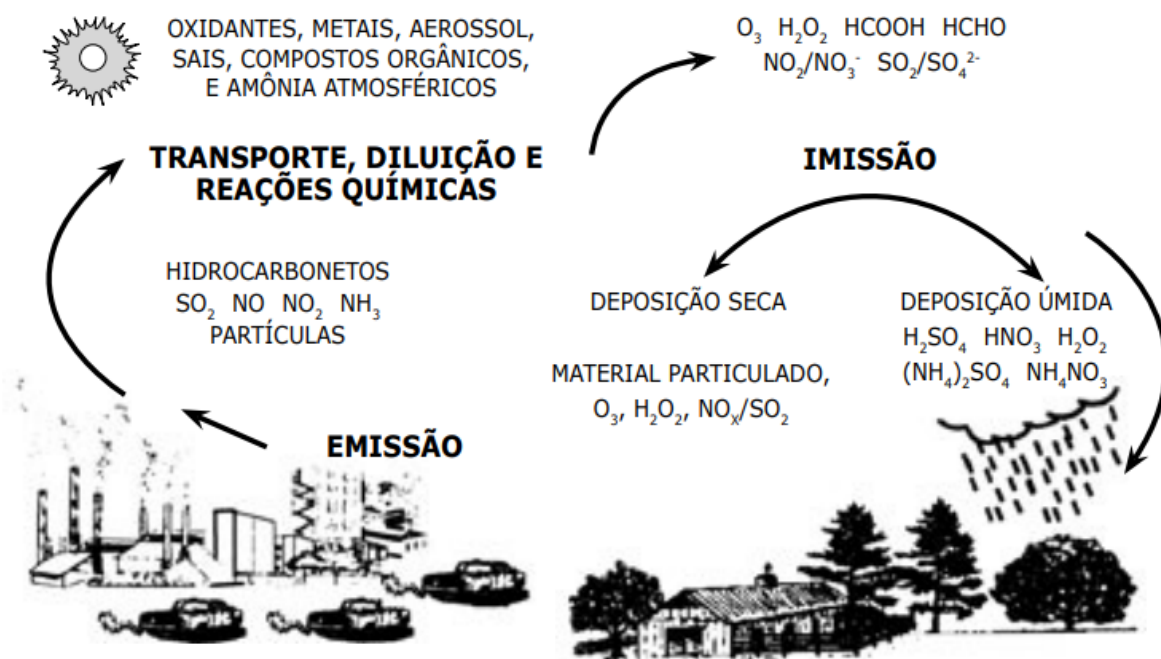 OXIDANTES, METAIS, AEROSSOL,
SAIS, COMPOSTOS ORGÂNICOS,
E AMÔNIA ATMOSFÉRICOS
TRANSPORTE, DILUIÇÃO E
REAÇÕES QUÍMICAS
HIDROCARBONETOS
SO₂ NO NO₂ NH₃
PARTÍCULAS
EMISSÃO
O₃ H₂O₂ HCOOH HCHO
NO₂/NO₃⁻ SO₂/SO₄²⁻
IMISSÃO
DEPOSIÇÃO SECA
MATERIAL PARTICULADO,
O₃, H₂O₂, NOₓ/SO₂
DEPOSIÇÃO ÚMIDA
H₂SO₄ HNO₃ H₂O₂
(NH₄)₂SO₄ NH₄NO₃